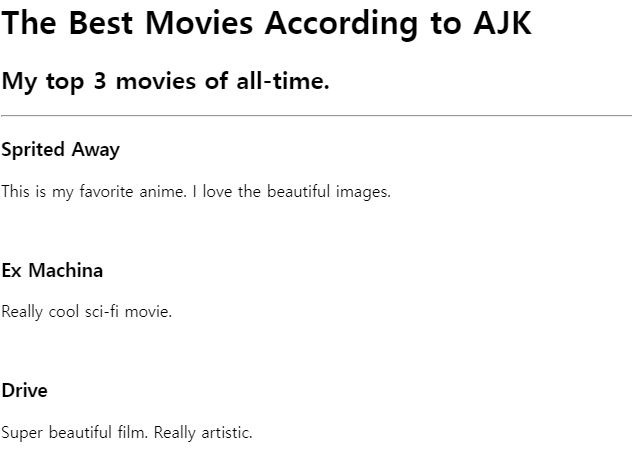 The Best Movies According to AJK
My top 3 movies of all-time.
Sprited Away
This is my favorite anime. I love the beautiful images.
Ex Machina
Really cool sci-fi movie.
Drive
Super beautiful film. Really artistic.